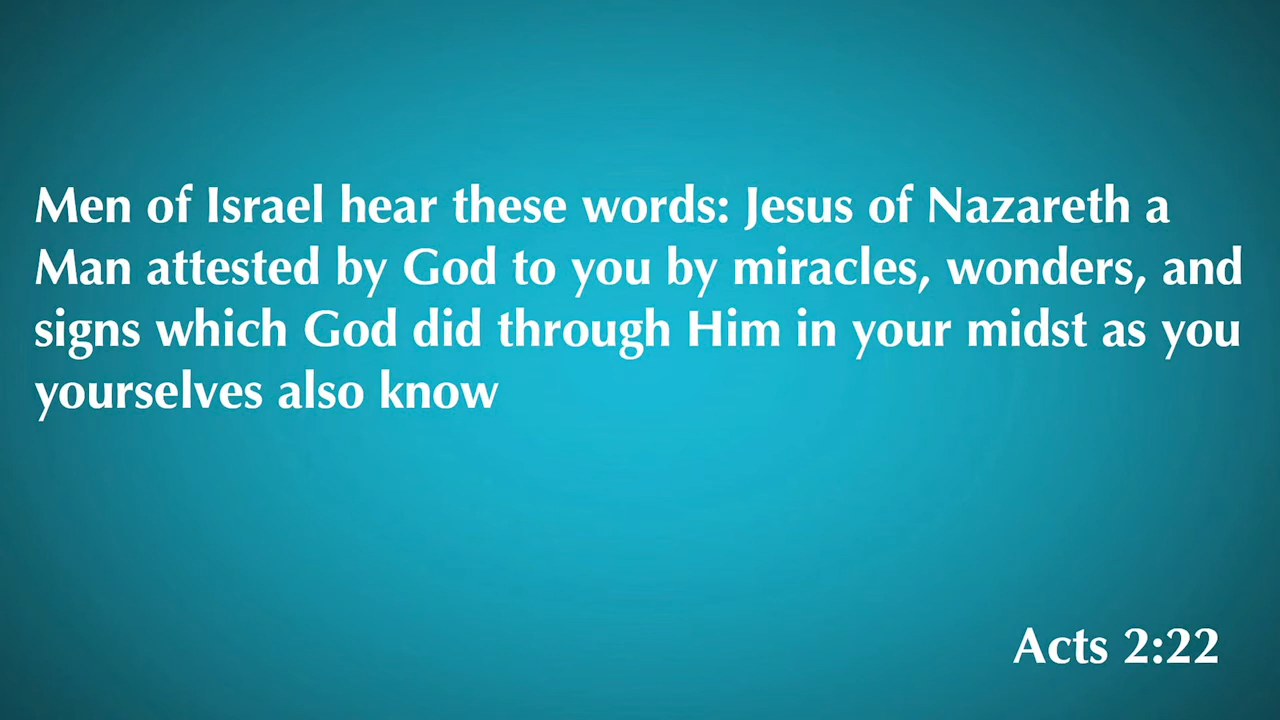 Men of Israel hear these words: Jesus of Nazareth a
Man attested by God to you by miracles, wonders, and
signs which God did through Him in your midst as you
yourselves also know
Acts 2:22